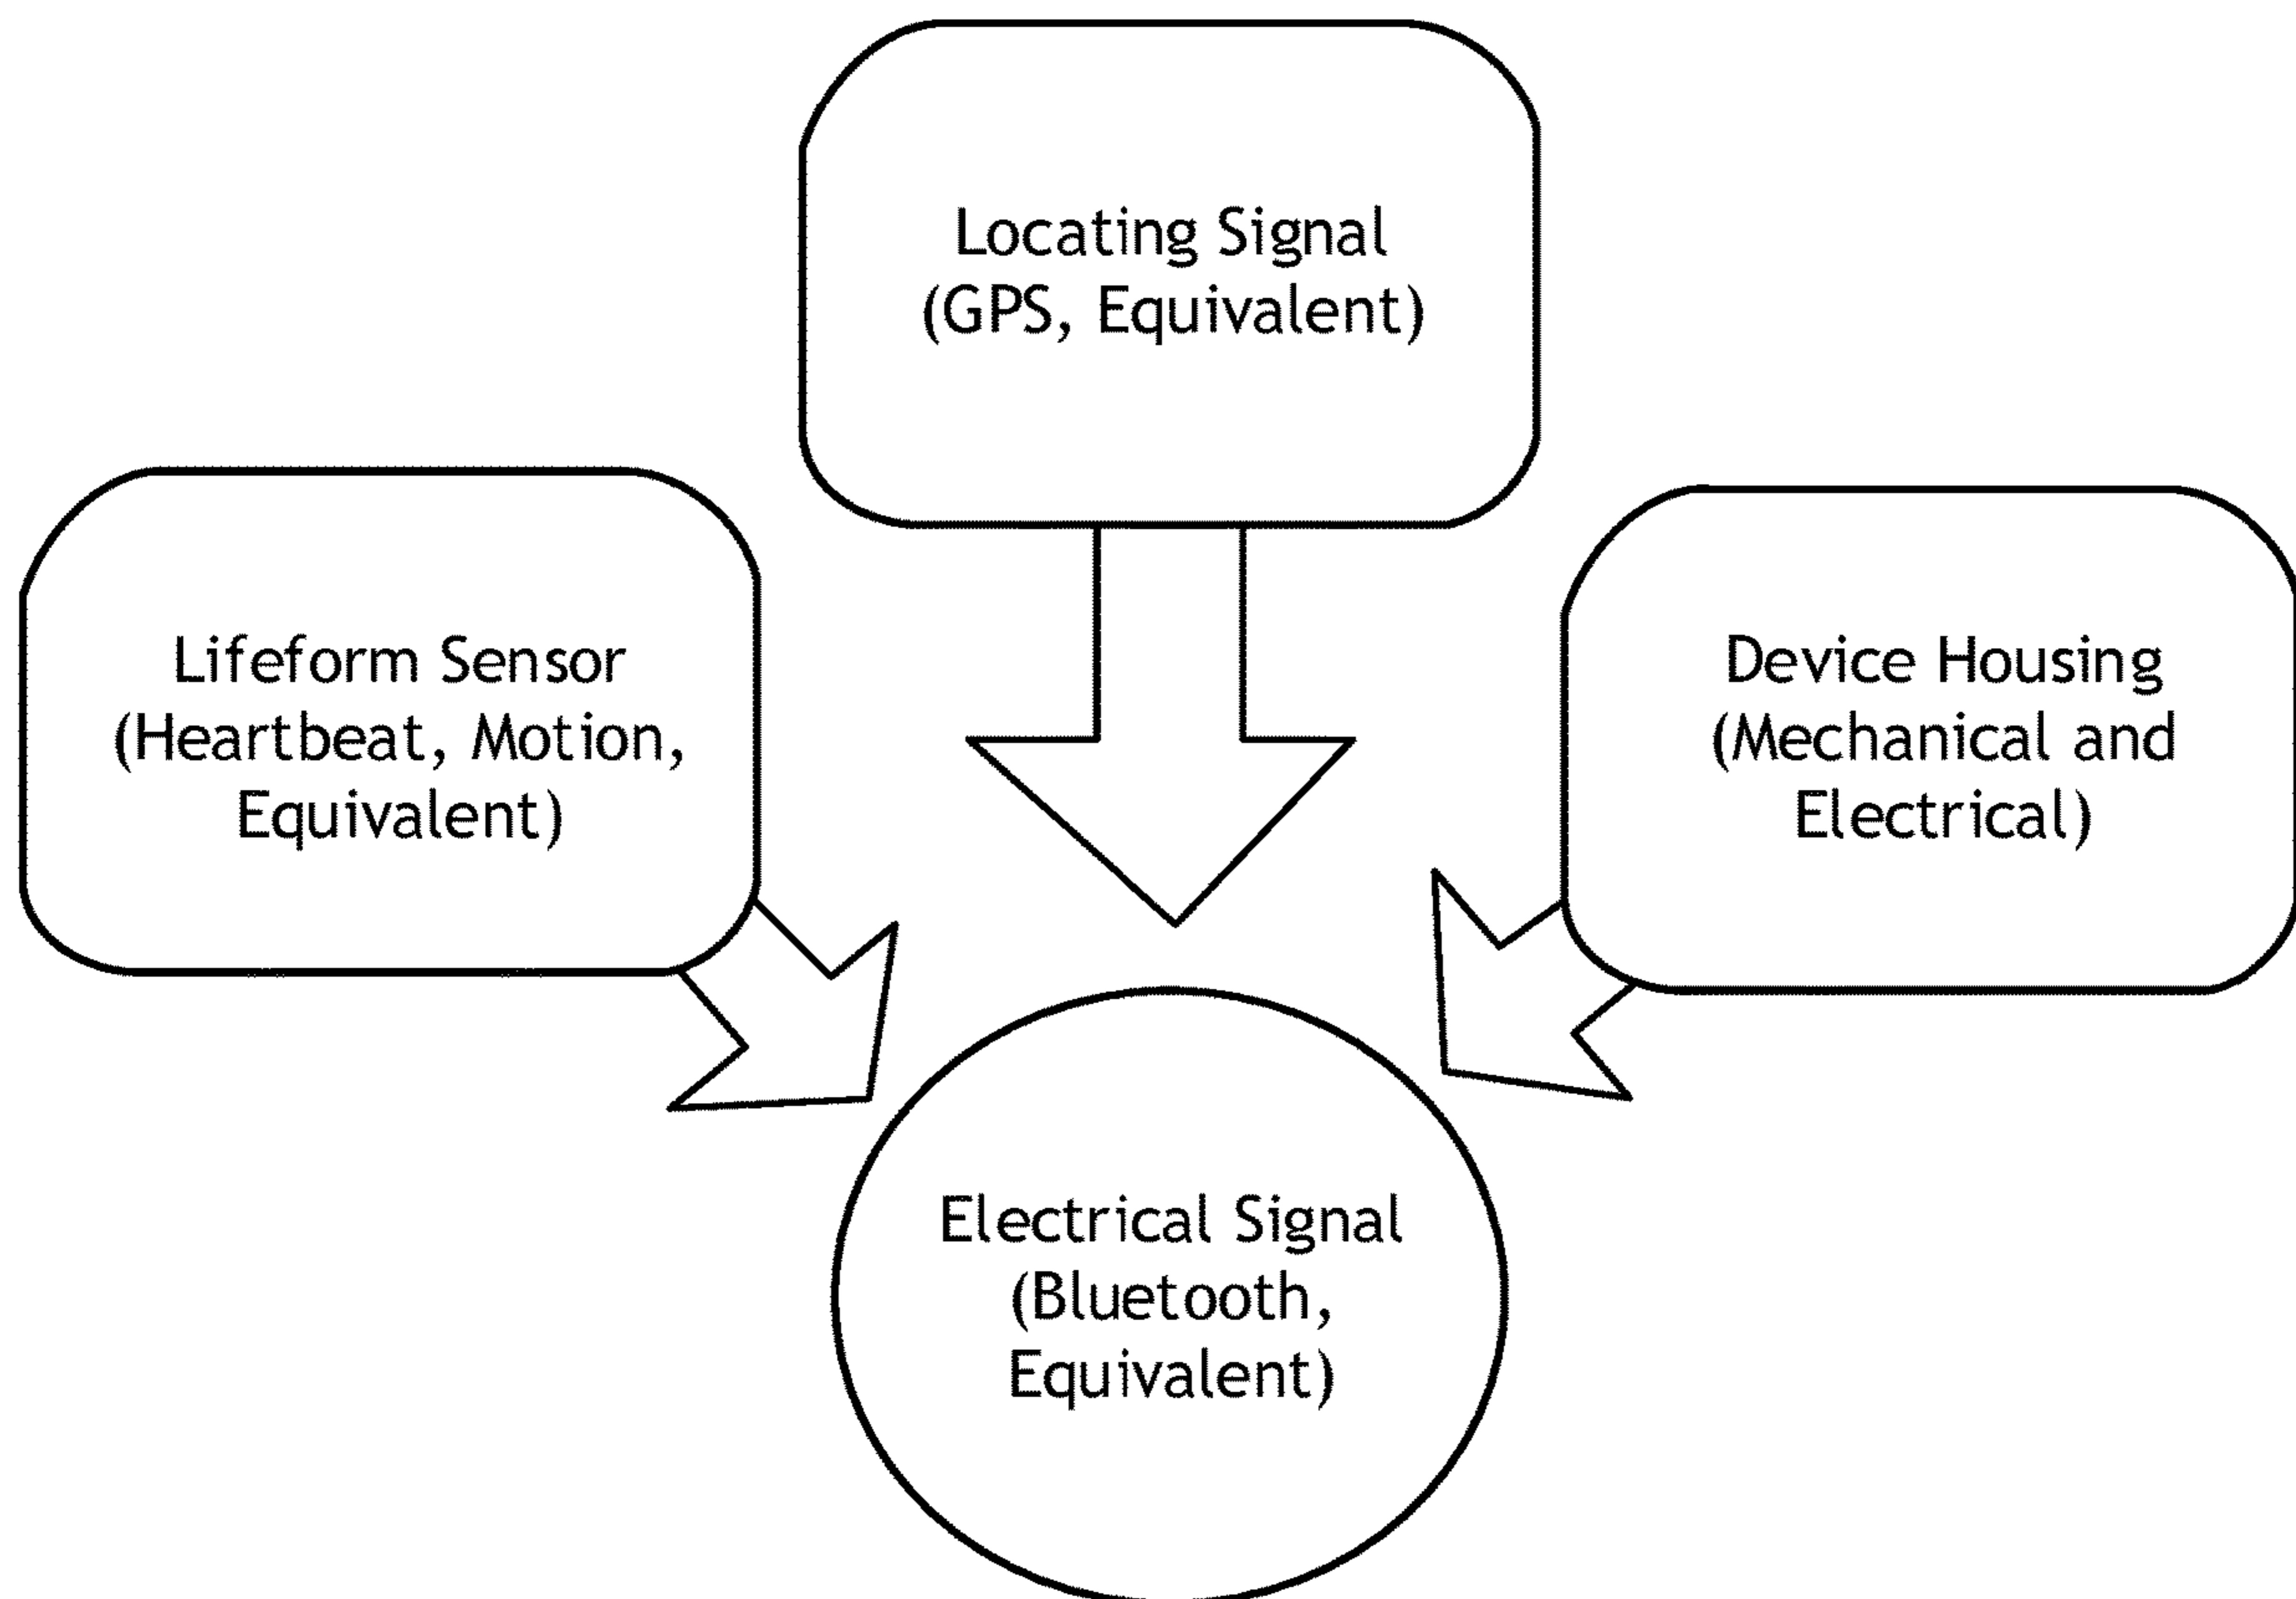 Locating Signal
(GPS, Equivalent)
Lifeform Sensor
(Heartbeat, Motion,
Equivalent)
Device Housing
(Mechanical and
Electrical)
Electrical Signal
(Bluetooth,
Equivalent)